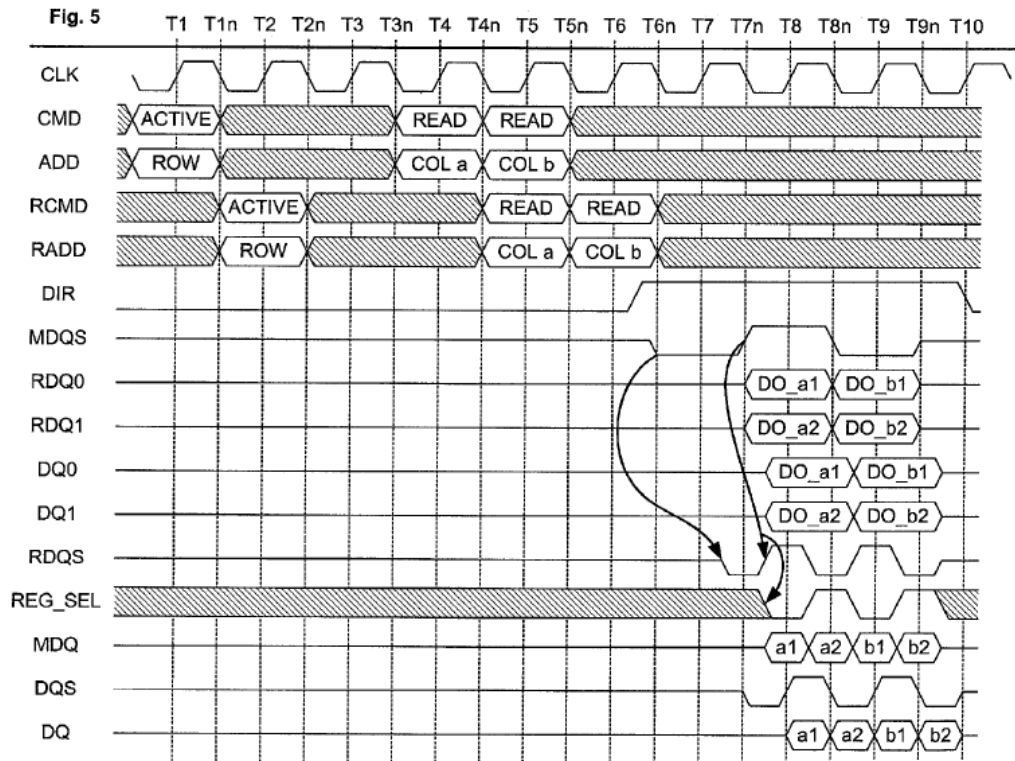 Fig. 5
T1 T1n T2 T2n T3 T3n T4 T4n T5 T5n T6 T6n T7 T7n T8 T8n T9 T9n T10
CLK
CMD ACTIVE READ READ
ADD ROW COL a COL b
RCMD ACTIVE READ READ
RADD ROW COL a COL b
DIR
MDQS
RDQ0 DO_a1 DO_b1
RDQ1 DO_a2 DO_b2
DQ0 DO_a1 DO_b1
DQ1 DO_a2 DO_b2
RDQS
REG_SEL
MDQ a1 a2 b1 b2
DQS
DQ a1 a2 b1 b2